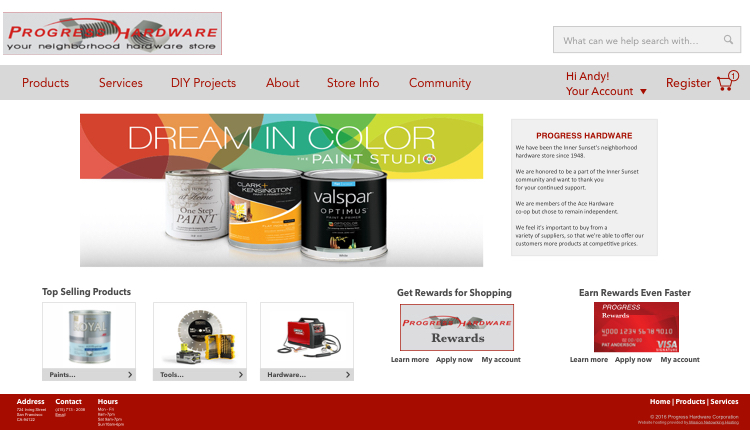 PROGRESS HARDWARE
your neighborhood hardware store
What can we help search with...
Products Services DIY Projects About Store Info Community
Hi Andy!
Your Account
Register
1
DREAM IN COLOR
THE PAINT STUDIO
at Home
One Step
PAINT
CLARK+
KENSINGTON
valspar
OPTIMUS
PAINT & PRIMER
PROGRESS HARDWARE
We have been the Inner Sunset's neighborhood
hardware store since 1948.
We are honored to be a part of the Inner Sunset
community and want to thank you
for your continued support.
We are members of the Ace Hardware
co-op but chose to remain independent.
We feel it's important to buy from a
variety of suppliers, so that we're able to offer our
customers more products at competitive prices.
Top Selling Products
ROYAL
Paints...
Tools...
Hardware...
Get Rewards for Shopping
PROGRESS HARDWARE
Rewards
Learn more Apply now My account
Earn Rewards Even Faster
PROGRESS
Rewards
4000 1234 5678 9010
PAT ANDERSON
VISA
Learn more Apply now My account
Address
724 Irving Street
San Francisco
CA 94122
Contact
(415) 713 - 2038
Email
Hours
Mon - Fri
8am-7pm
Sat 8am-7pm
Sun 9am-6pm
Home | Products | Services
© 2016 Progress Hardware Corporation
Website hosting provided by Mission Networking Hosting